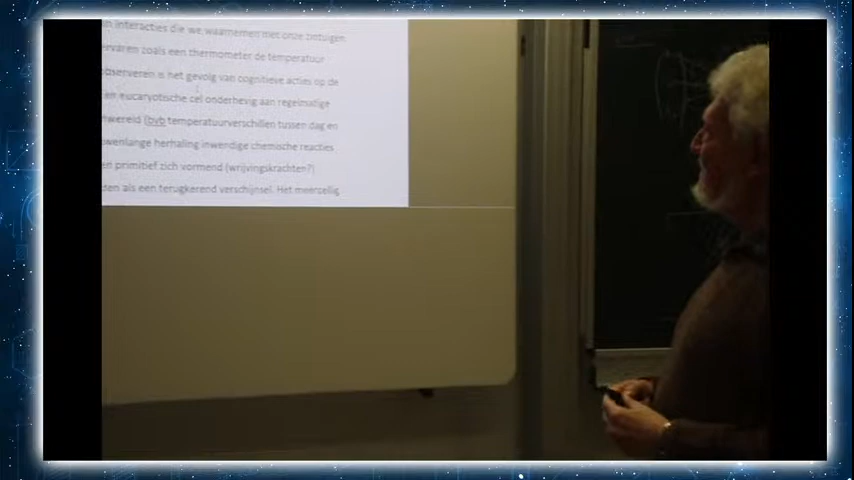 interacties die we waarnemen met onze zintuigen
ervaren zoals een thermometer de temperatuur
observeren is het gevolg van cognitieve acties op de
en eucaryotische cel onderhevig aan regelmatige
wereld (bvb temperatuurverschillen tussen dag en
herhaling inwendige chemische reacties
en primitief zich vormend (wrijvingskrachten?)
als een terugkerend verschijnsel. Het meercellig